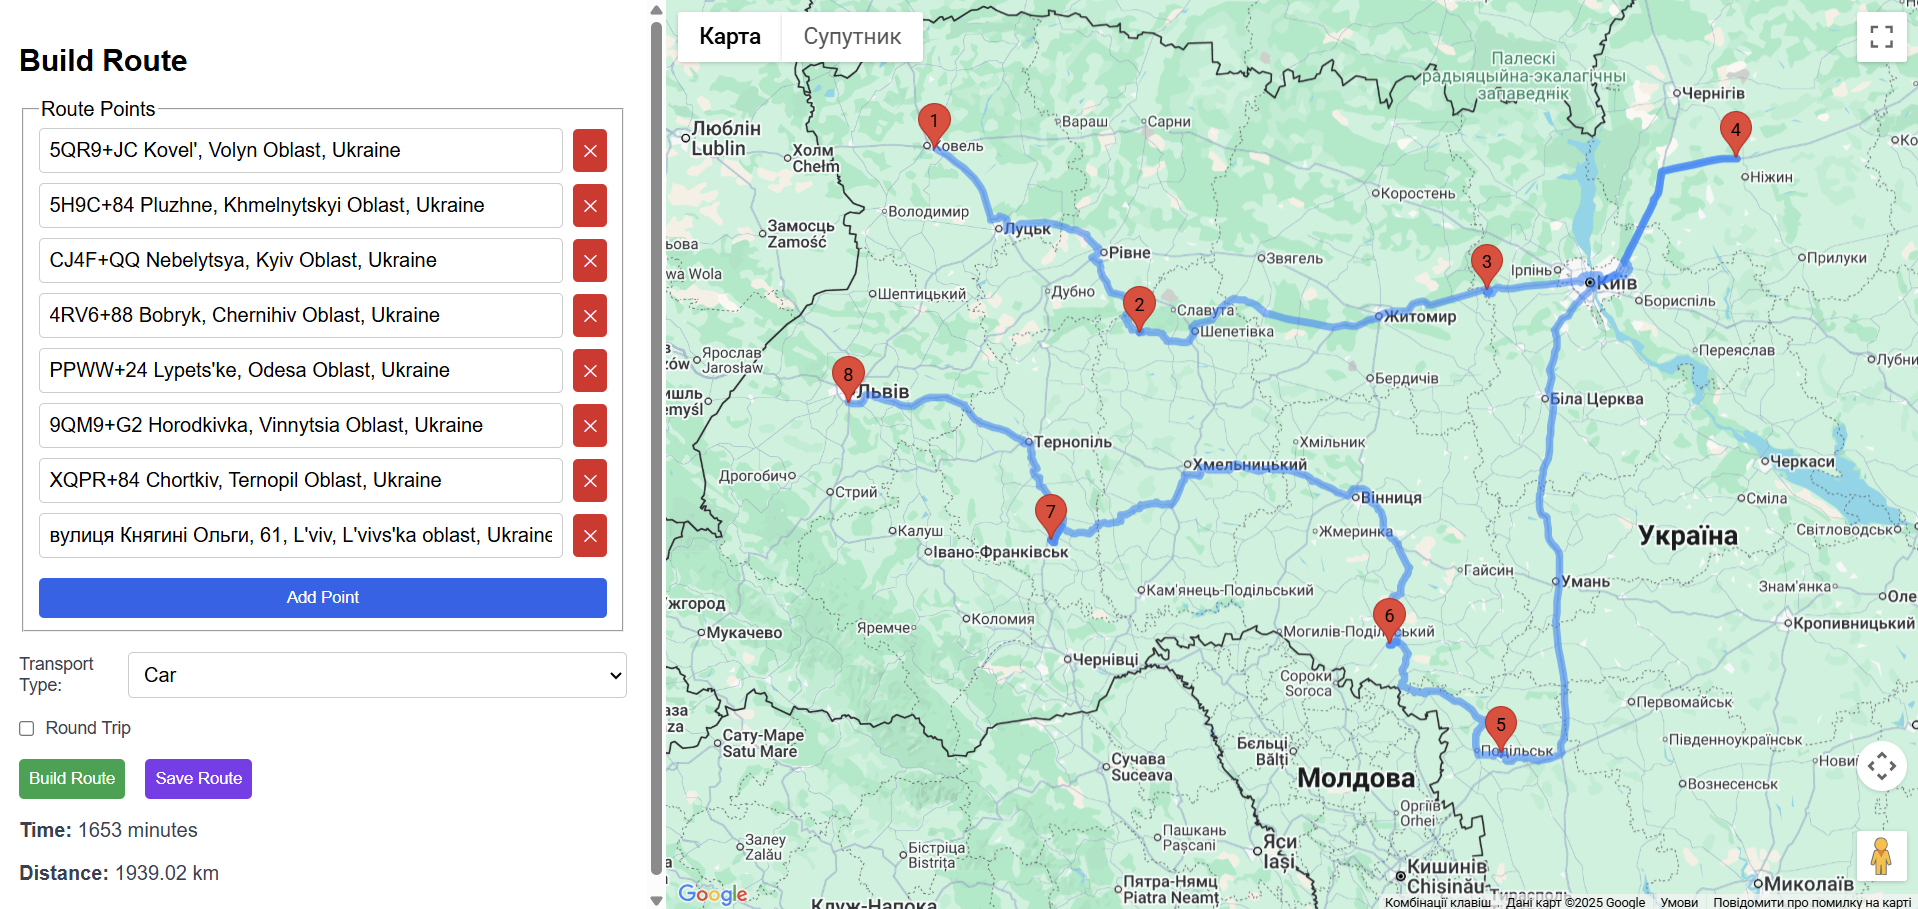 Build Route
Route Points
5QR9+JC Kovel', Volyn Oblast, Ukraine
5H9C+84 Pluzhne, Khmelnytskyi Oblast, Ukraine
CJ4F+QQ Nebelytsya, Kyiv Oblast, Ukraine
4RV6+88 Bobryk, Chernihiv Oblast, Ukraine
PPWW+24 Lypets'ke, Odesa Oblast, Ukraine
9QM9+G2 Horodkivka, Vinnytsia Oblast, Ukraine
XQPR+84 Chortkiv, Ternopil Oblast, Ukraine
вулиця Княгині Ольги, 61, L'viv, L'vivs'ka oblast, Ukraine
Add Point
Transport
Type:
Car
Round Trip
Build Route
Save Route
Time: 1653 minutes
Distance: 1939.02 km
Карта
Супутник
Палескі
радыяцыйна-экалагічны
запаведнік
Чернігів
1
Вараш
Сарни
4
Люблін
Lublin
Ковель
Холм
Chełm
Ніжин
Коростень
Володимир
Замосць
Zamość
Луцьк
Рівне
Звягель
3
Ірпінь
Прилуки
Київ
wa Wola
Шептицький
Дубно
2
Славута
Шепетівка
Житомир
Бориспіль
Ярослав
Jarosław
8
Львів
Бердичів
Переяслав
Лубни
Біла Церква
Тернопіль
Хмільник
Дрогобич
Хмельницький
Черкаси
Стрий
Вінниця
Сміла
7
Калуш
Жмеринка
Світловодськ
Івано-Франківськ
Україна
Гайсин
Умань
Кам'янець-Подільський
Знам'янка
6
Коломия
Яремче
Могилів-Подільський
Кропивницький
Мукачево
Чернівці
Сороки
Soroca
Первомайськ
5
Сату-Маре
Satu Mare
Бєльці
Bălți
Подільськ
Південноукраїнськ
Сучава
Suceava
Молдова
Вознесенськ
Оргіїв
Orhei
Залеу
Zalău
Бістріца
Bistrița
Пашкань
Pașcani
Яси
Iași
Кишинів
Chișinău
П'ятра-Нямц
Piatra Neamț
Миколаїв
Клуж-Напока
Тирасполь
Google
Комбінації клавіш
Дані карт ©2025 Google
Умови
Повідомити про помилку на карті